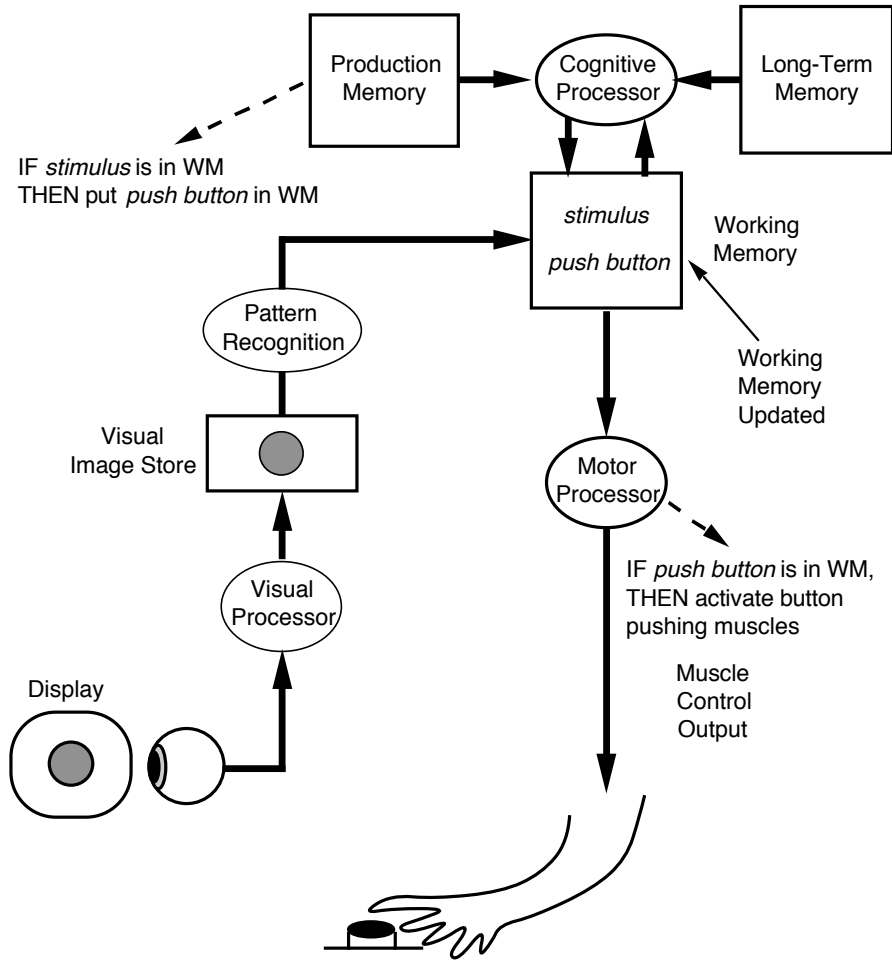 Production
Memory
Cognitive
Processor
Long-Term
Memory
IF stimulus is in WM
THEN put push button in WM
stimulus
push button
Working
Memory
Pattern
Recognition
Working
Memory
Updated
Visual
Image Store
Motor
Processor
IF push button is in WM,
THEN activate button
pushing muscles
Visual
Processor
Muscle
Control
Output
Display